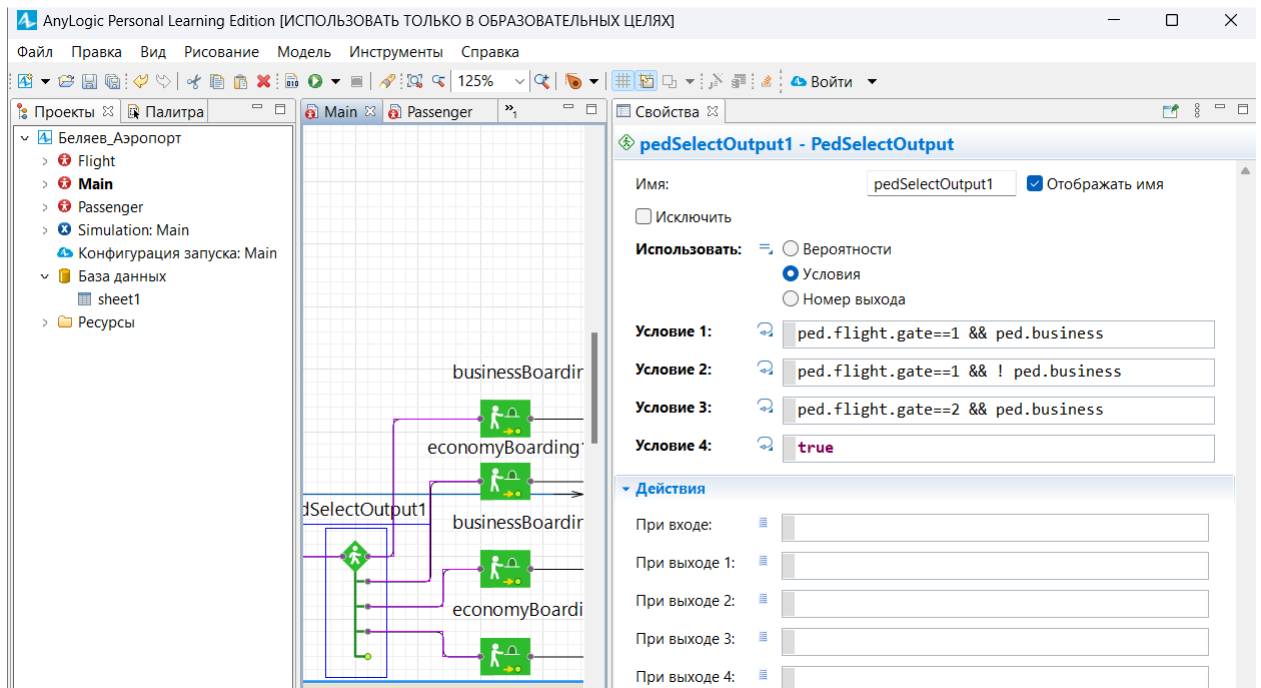 AnyLogic Personal Learning Edition [ИСПОЛЬЗОВАТЬ ТОЛЬКО В ОБРАЗОВАТЕЛЬНЫХ ЦЕЛЯХ]
Файл Правка Вид Рисование Модель Инструменты Справка
125% Войти
Проекты Палитра
Беляев_Аэропорт
Flight
Main
Passenger
Simulation: Main
Конфигурация запуска: Main
База данных
sheet1
Ресурсы
Main Passenger »1
businessBoardin
economyBoarding1
dSelectOutput1
businessBoardin
economyBoardi
Свойства
pedSelectOutput1 - PedSelectOutput
Имя: pedSelectOutput1 Отображать имя
Исключить
Использовать: Вероятности
Условия
Номер выхода
Условие 1: ped.flight.gate==1 && ped.business
Условие 2: ped.flight.gate==1 && ! ped.business
Условие 3: ped.flight.gate==2 && ped.business
Условие 4: true
Действия
При входе:
При выходе 1:
При выходе 2:
При выходе 3:
При выходе 4: